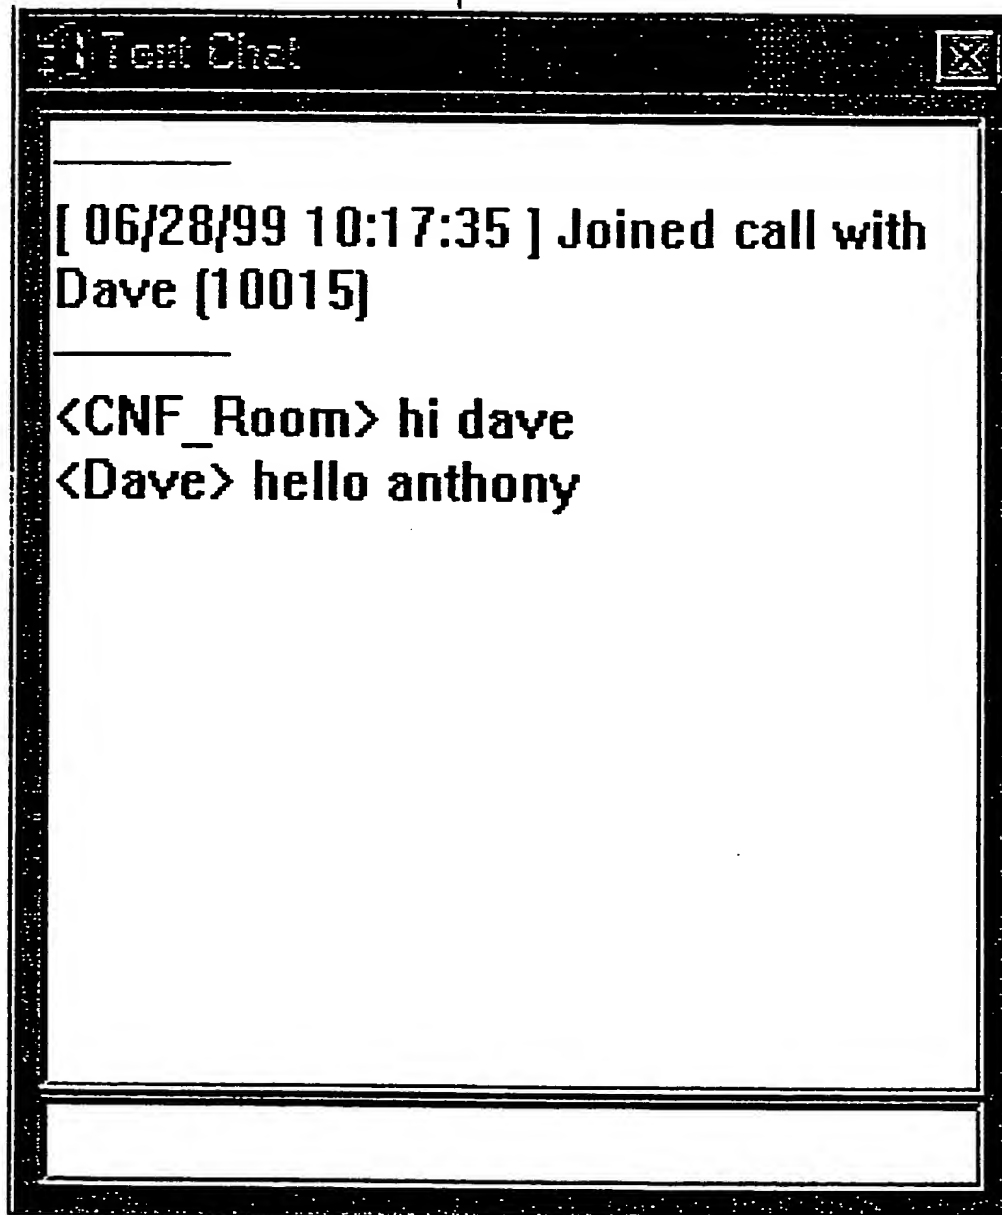 Text Chat
[ 06/28/99 10:17:35 ] Joined call with
Dave (10015)
<CNF_Room> hi dave
<Dave> hello anthony